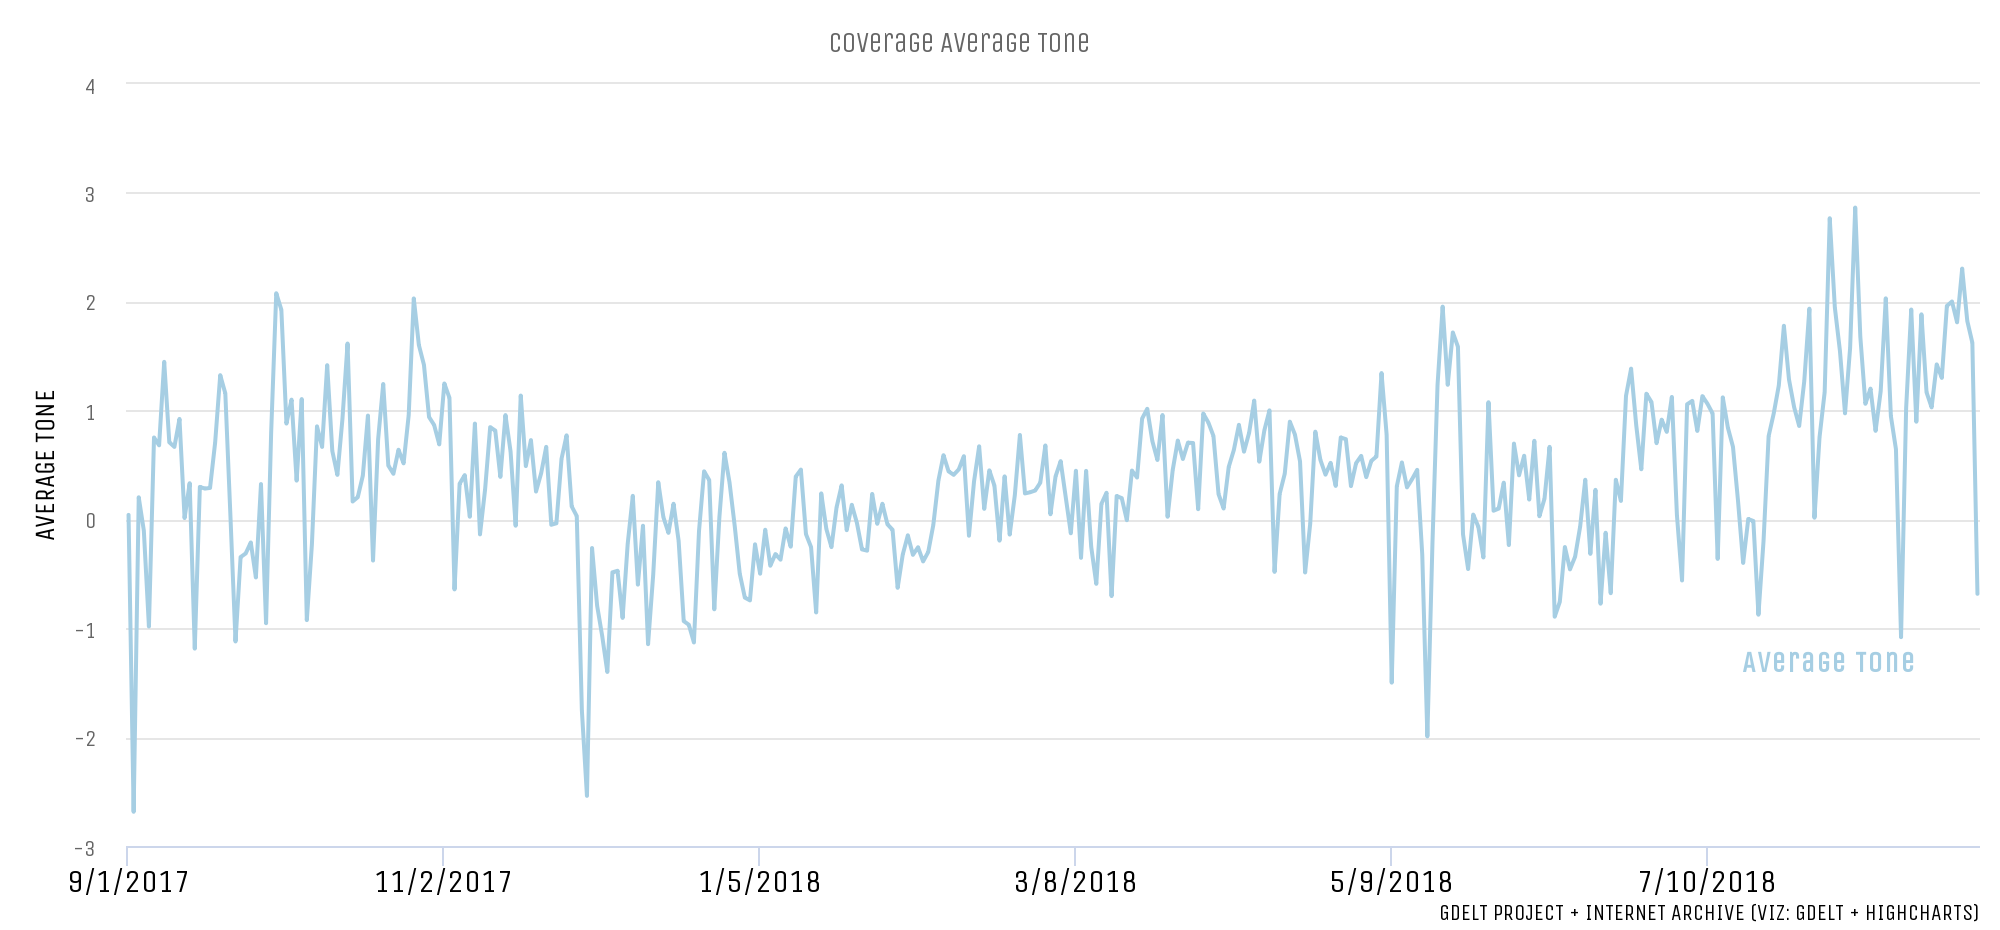 Coverage Average Tone
4
3
2
1
0
-1
-2
-3
AVERAGE TONE
Average Tone
9/1/2017 11/2/2017 1/5/2018 3/8/2018 5/9/2018 7/10/2018
GDELT PROJECT + INTERNET ARCHIVE (VIZ: GDELT + HIGHCHARTS)